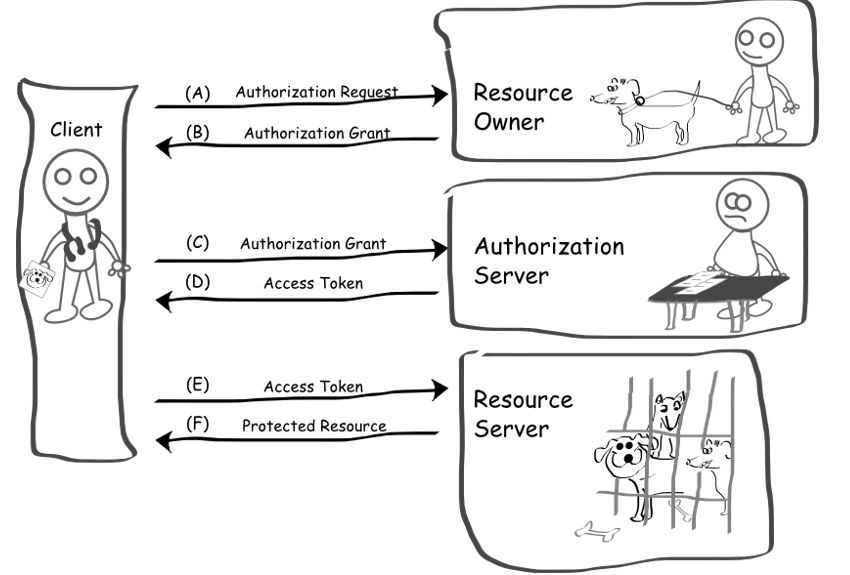 Client
(A) Authorization Request
(B) Authorization Grant
Resource
Owner
(C) Authorization Grant
(D) Access Token
Authorization
Server
(E) Access Token
(F) Protected Resource
Resource
Server